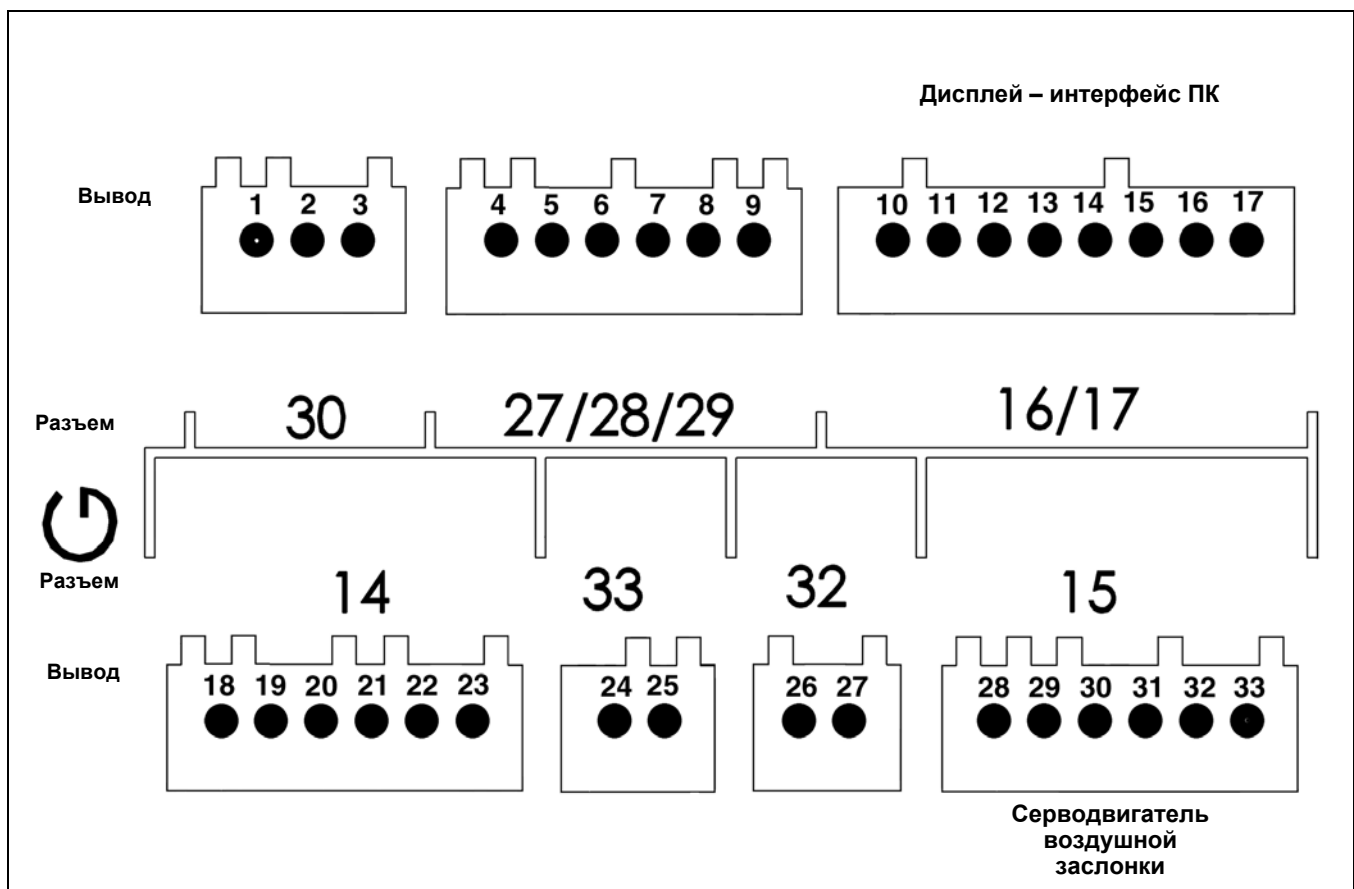 Дисплей – интерфейс ПК
Вывод
1 2 3 4 5 6 7 8 9 10 11 12 13 14 15 16 17
Разъем
30 27/28/29 16/17
Разъем
14 33 32 15
Вывод
18 19 20 21 22 23 24 25 26 27 28 29 30 31 32 33
Серводвигатель
воздушной
заслонки